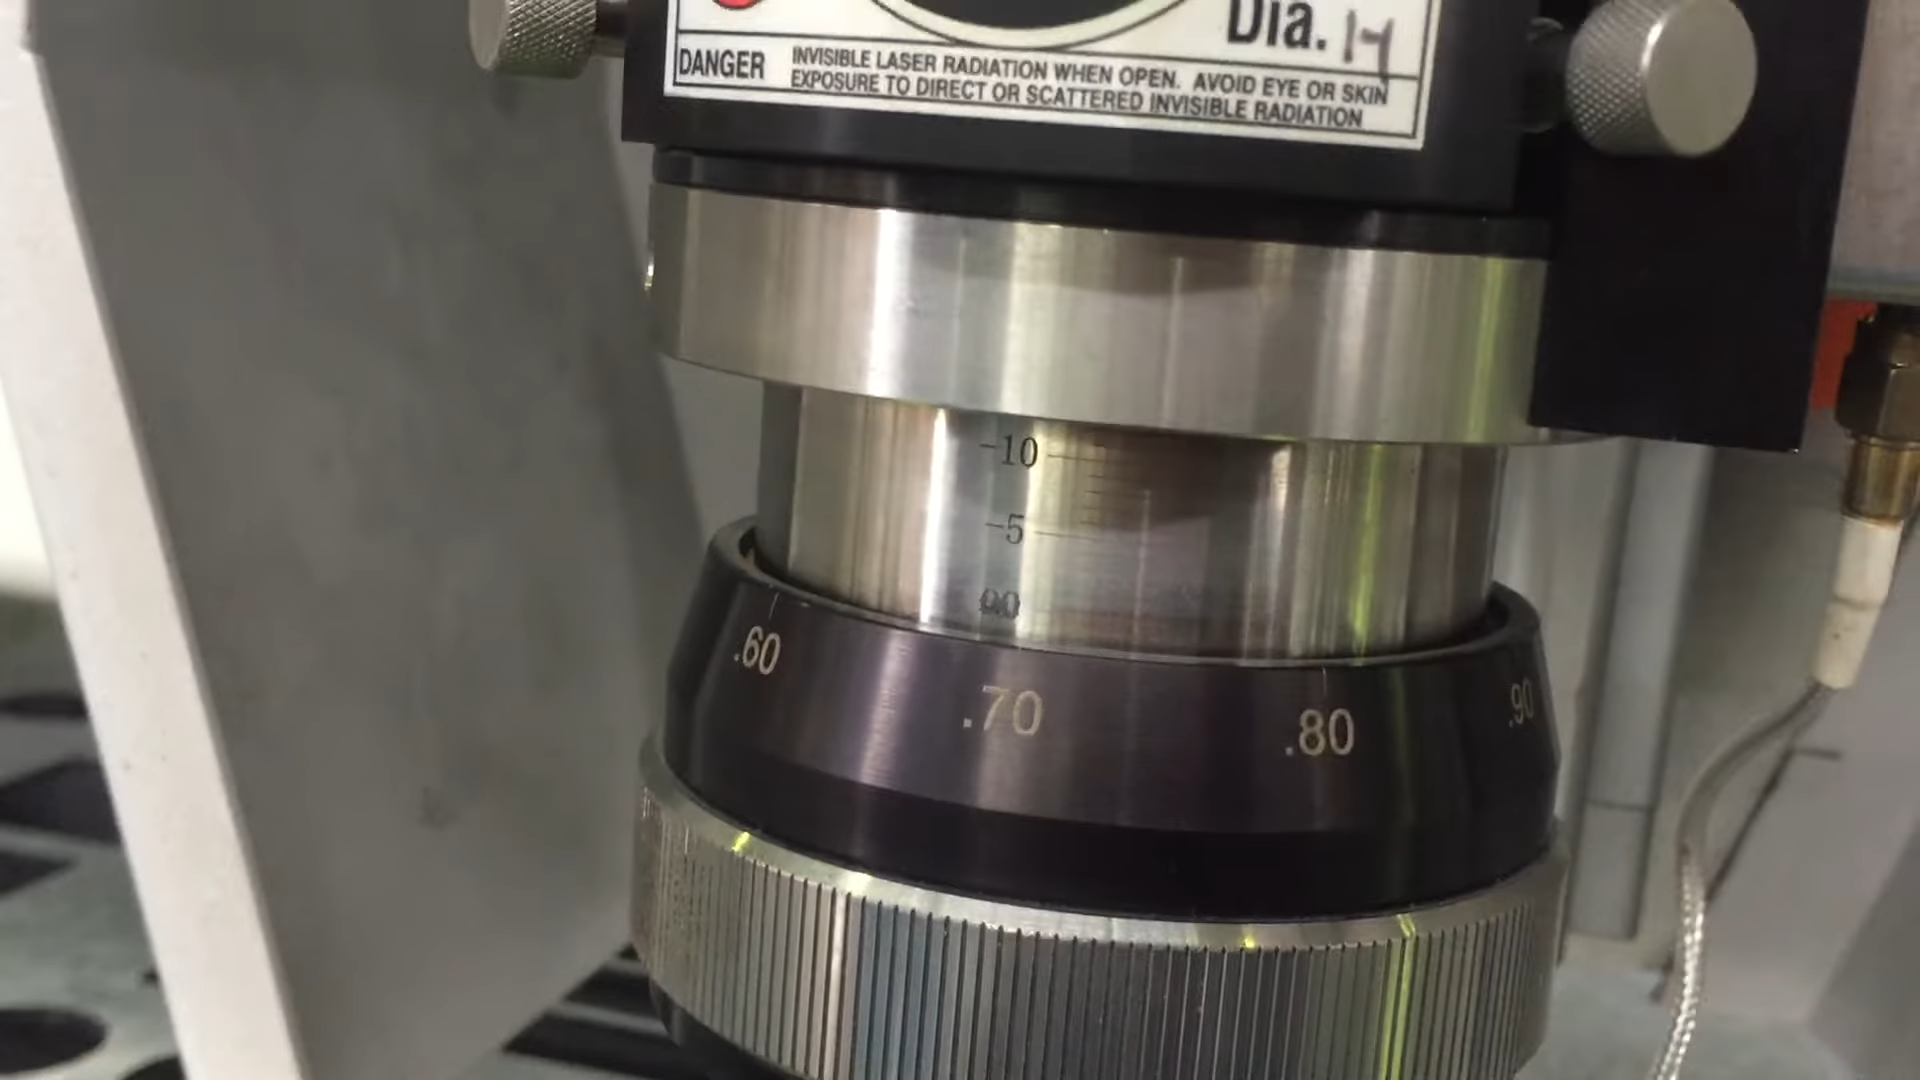 Dia. 14
DANGER
INVISIBLE LASER RADIATION WHEN OPEN. AVOID EYE OR SKIN
EXPOSURE TO DIRECT OR SCATTERED INVISIBLE RADIATION
-10
-5
.60 .70 .80 .90